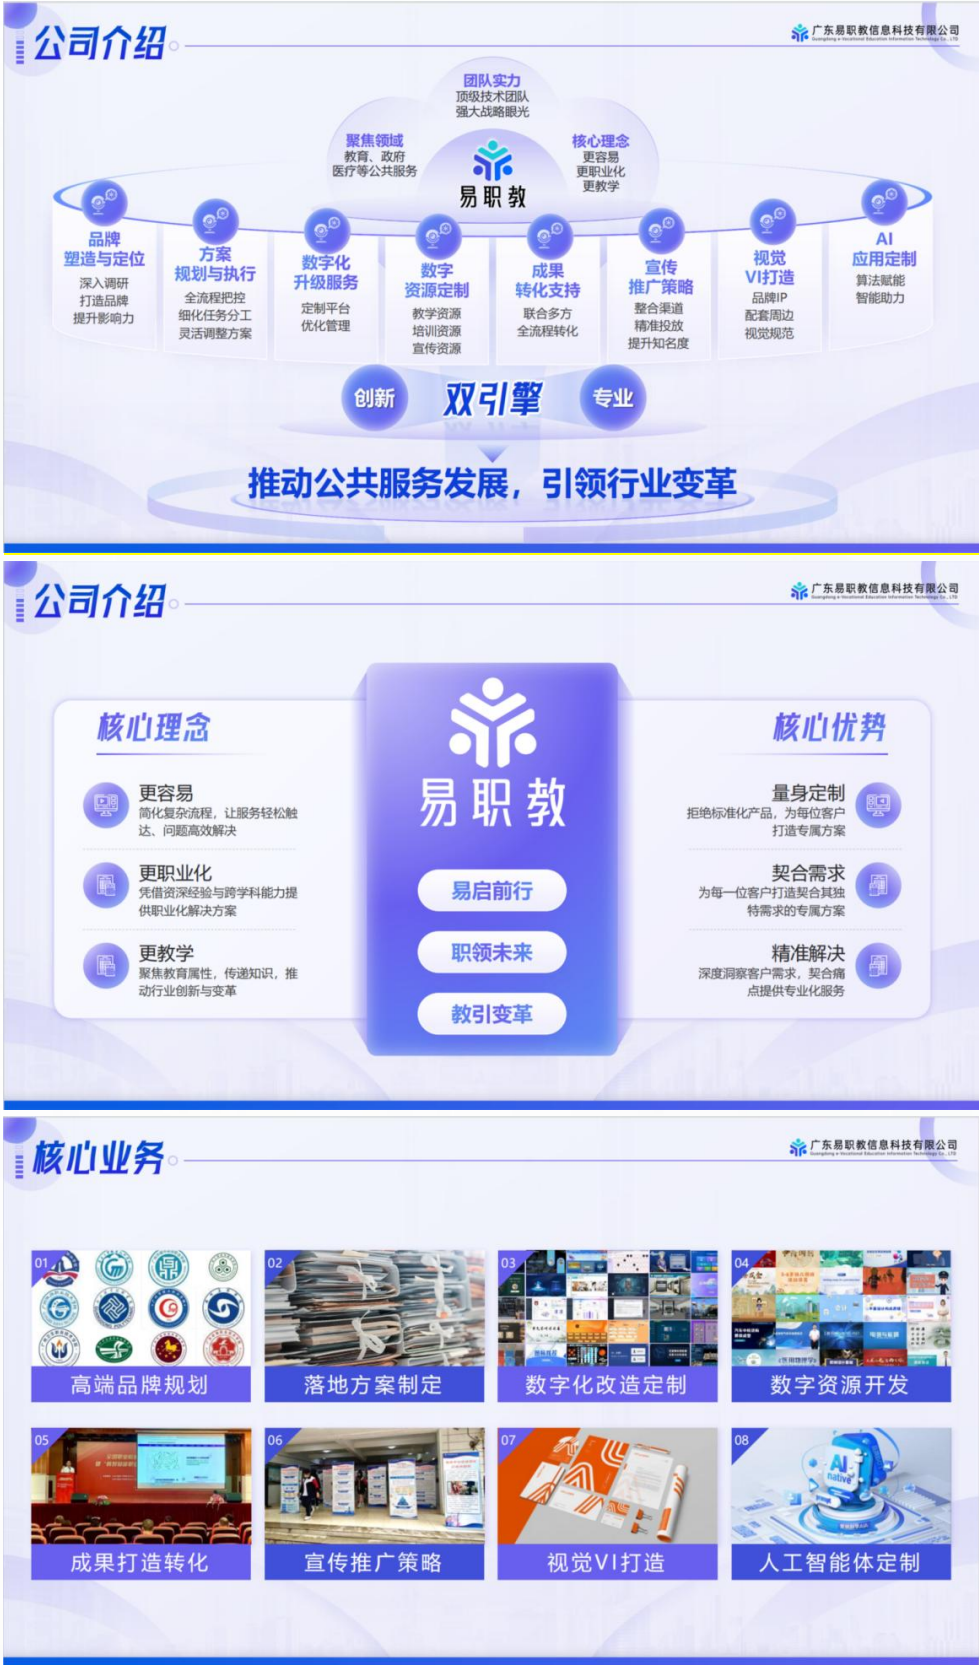 公司介绍
广东易职教信息科技有限公司
团队实力
顶级技术团队
强大战略眼光
聚焦领域
教育、政府
医疗等公共服务
核心理念
更容易
更职业化
更教学
易职教
品牌
塑造与定位
深入调研
打造品牌
提升影响力
方案
规划与执行
全流程把控
细化任务分工
灵活调整方案
数字化
升级服务
定制平台
优化管理
数字
资源定制
教学资源
培训资源
宣传资源
成果
转化支持
联合多方
全流程转化
宣传
推广策略
整合渠道
精准投放
提升知名度
视觉
VI打造
品牌IP
配套周边
视觉规范
AI
应用定制
算法赋能
智能助力
创新
双引擎
专业
推动公共服务发展，引领行业变革
公司介绍
广东易职教信息科技有限公司
核心理念
更容易
简化复杂流程，让服务轻松触
达、问题高效解决
更职业化
凭借资深经验与跨学科能力提
供职业化解决方案
更教学
聚焦教育属性，传递知识，推
动行业创新与变革
易职教
易启前行
职领未来
教引变革
核心优势
量身定制
拒绝标准化产品，为每位客户
打造专属方案
契合需求
为每一位客户打造契合其独
特需求的专属方案
精准解决
深度洞察客户需求，契合痛
点提供专业化服务
核心业务
广东易职教信息科技有限公司
01
高端品牌规划
02
落地方案制定
03
数字化改造定制
04
数字资源开发
05
成果打造转化
06
宣传推广策略
07
视觉VI打造
08
AI
native
人工智能体定制